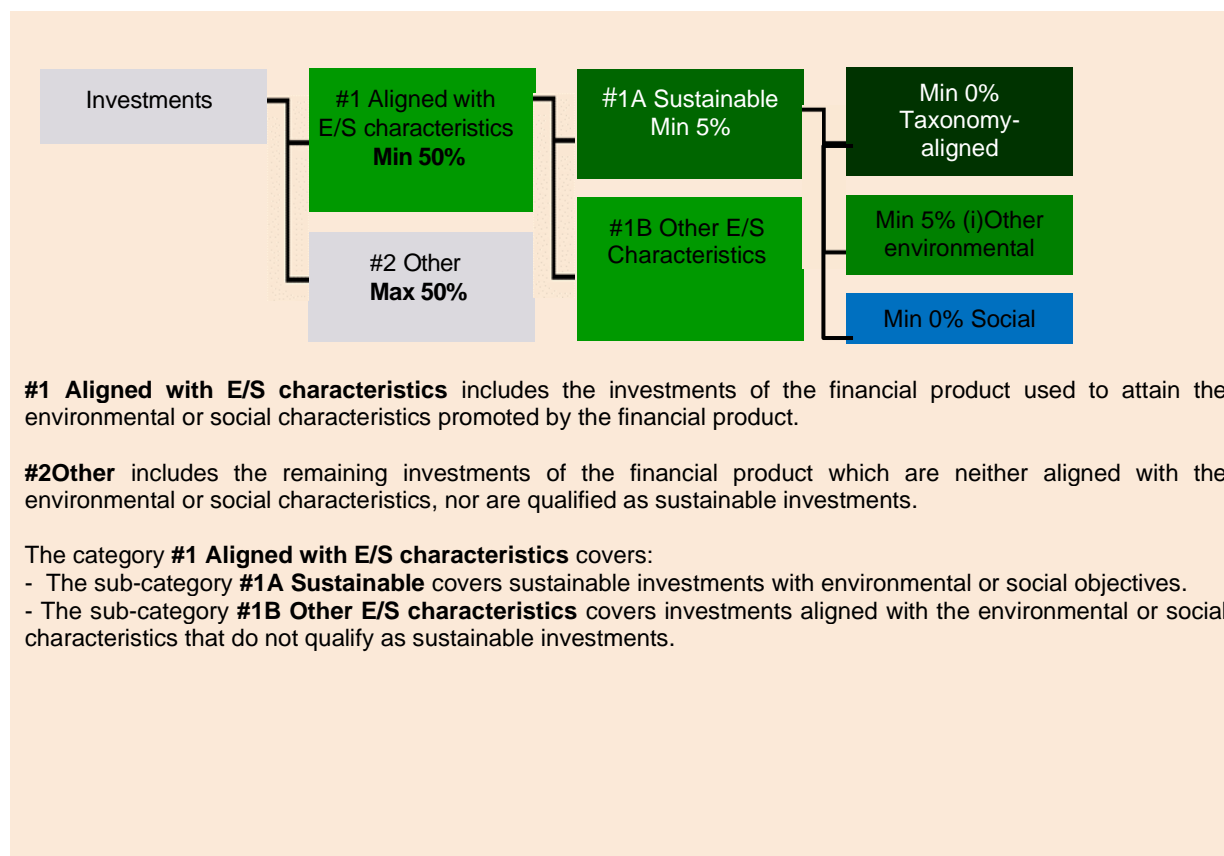 Investments
#1 Aligned with
E/S characteristics
Min 50%
#2 Other
Max 50%
#1A Sustainable
Min 5%
#1B Other E/S
Characteristics
Min 0%
Taxonomy-
aligned
Min 5% (i)Other
environmental
Min 0% Social
#1 Aligned with E/S characteristics includes the investments of the financial product used to attain the
environmental or social characteristics promoted by the financial product.
#2Other includes the remaining investments of the financial product which are neither aligned with the
environmental or social characteristics, nor are qualified as sustainable investments.
The category #1 Aligned with E/S characteristics covers:
- The sub-category #1A Sustainable covers sustainable investments with environmental or social objectives.
- The sub-category #1B Other E/S characteristics covers investments aligned with the environmental or social
characteristics that do not qualify as sustainable investments.